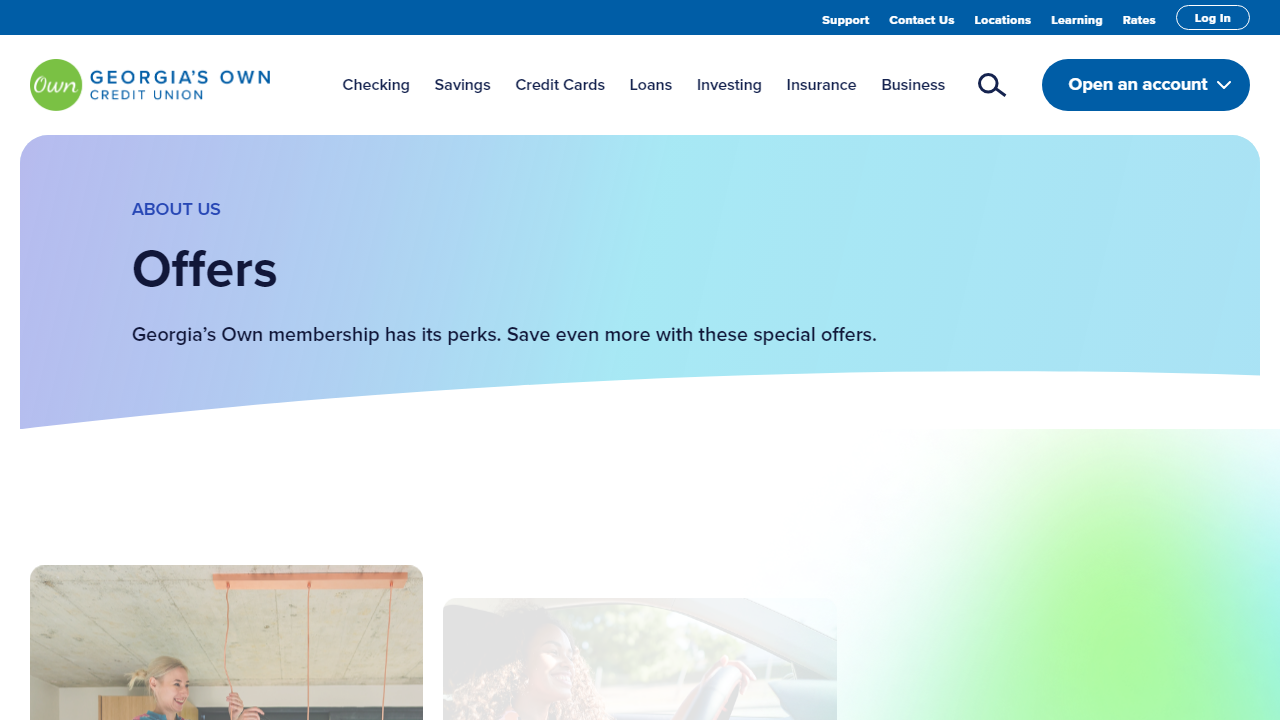 Support Contact Us Locations Learning Rates Log In
Own GEORGIA'S OWN
CREDIT UNION
Checking Savings Credit Cards Loans Investing Insurance Business Open an account
ABOUT US
Offers
Georgia’s Own membership has its perks. Save even more with these special offers.